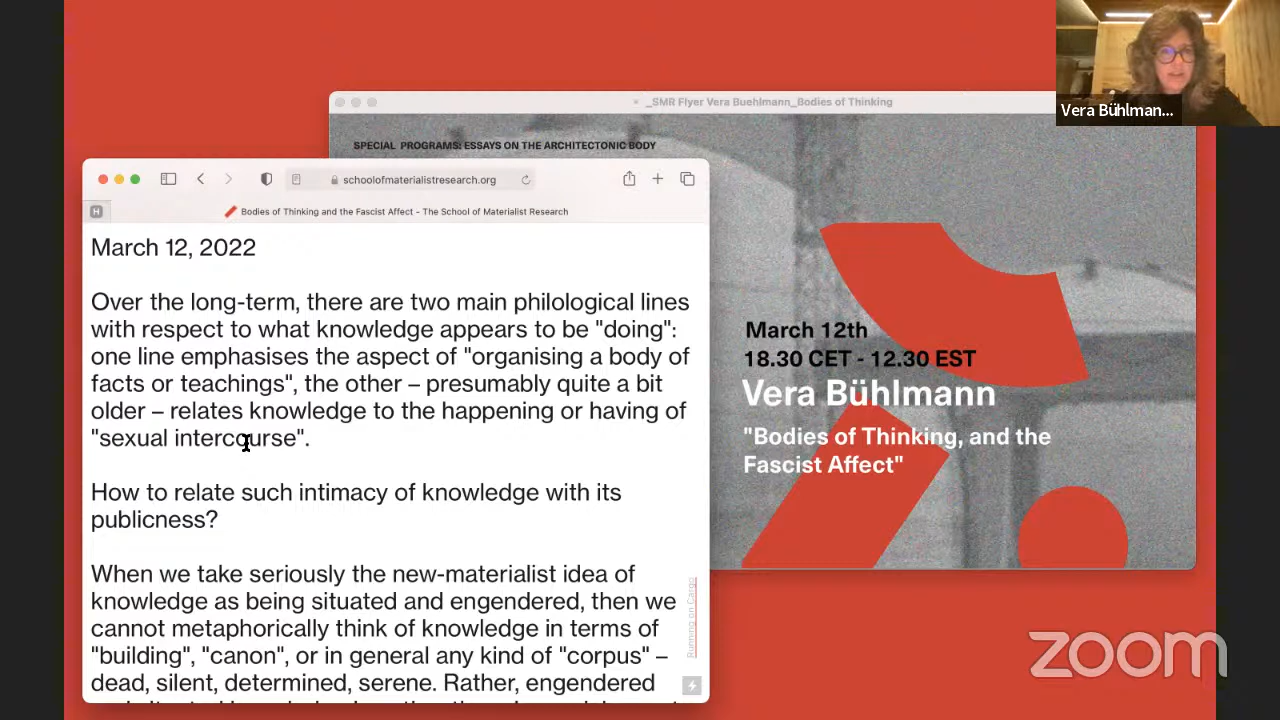 _SMR Flyer Vera Buehlmann_Bodies of Thinking
Vera Bühlman...
SPECIAL PROGRAMS: ESSAYS ON THE ARCHITECTONIC BODY
schoolofmaterialistresearch.org
H
Bodies of Thinking and the Fascist Affect - The School of Materialist Research
March 12, 2022
Over the long-term, there are two main philological lines
with respect to what knowledge appears to be "doing":
one line emphasises the aspect of "organising a body of
facts or teachings", the other – presumably quite a bit
older – relates knowledge to the happening or having of
"sexual intercourse".
How to relate such intimacy of knowledge with its
publicness?
When we take seriously the new-materialist idea of
knowledge as being situated and engendered, then we
cannot metaphorically think of knowledge in terms of
"building", "canon", or in general any kind of "corpus" –
dead, silent, determined, serene. Rather, engendered
Running on Cargo
March 12th
18.30 CET - 12.30 EST
Vera Bühlmann
"Bodies of Thinking, and the
Fascist Affect"
zoom